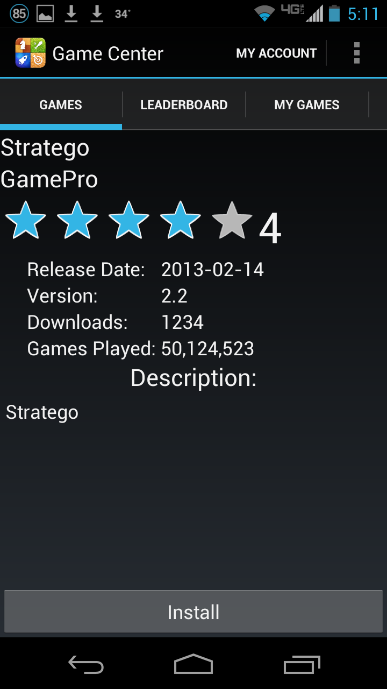 85 34° 4G 5:11
Game Center MY ACCOUNT
GAMES LEADERBOARD MY GAMES
Stratego
GamePro
4
Release Date: 2013-02-14
Version: 2.2
Downloads: 1234
Games Played: 50,124,523
Description:
Stratego
Install